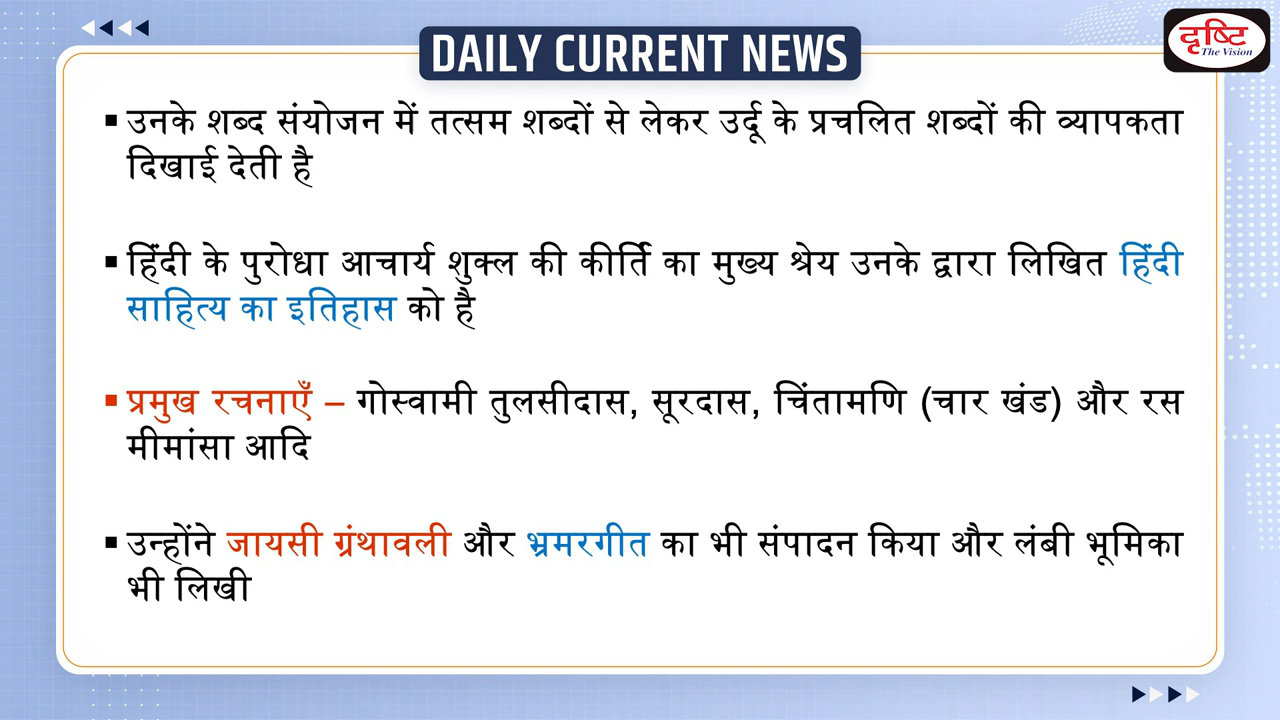 DAILY CURRENT NEWS
दृष्टि
The Vision
▪ उनके शब्द संयोजन में तत्सम शब्दों से लेकर उर्दू के प्रचलित शब्दों की व्यापकता
दिखाई देती है
▪ हिंदी के पुरोधा आचार्य शुक्ल की कीर्ति का मुख्य श्रेय उनके द्वारा लिखित हिंदी
साहित्य का इतिहास को है
▪ प्रमुख रचनाएँ – गोस्वामी तुलसीदास, सूरदास, चिंतामणि (चार खंड) और रस
मीमांसा आदि
▪ उन्होंने जायसी ग्रंथावली और भ्रमरगीत का भी संपादन किया और लंबी भूमिका
भी लिखी